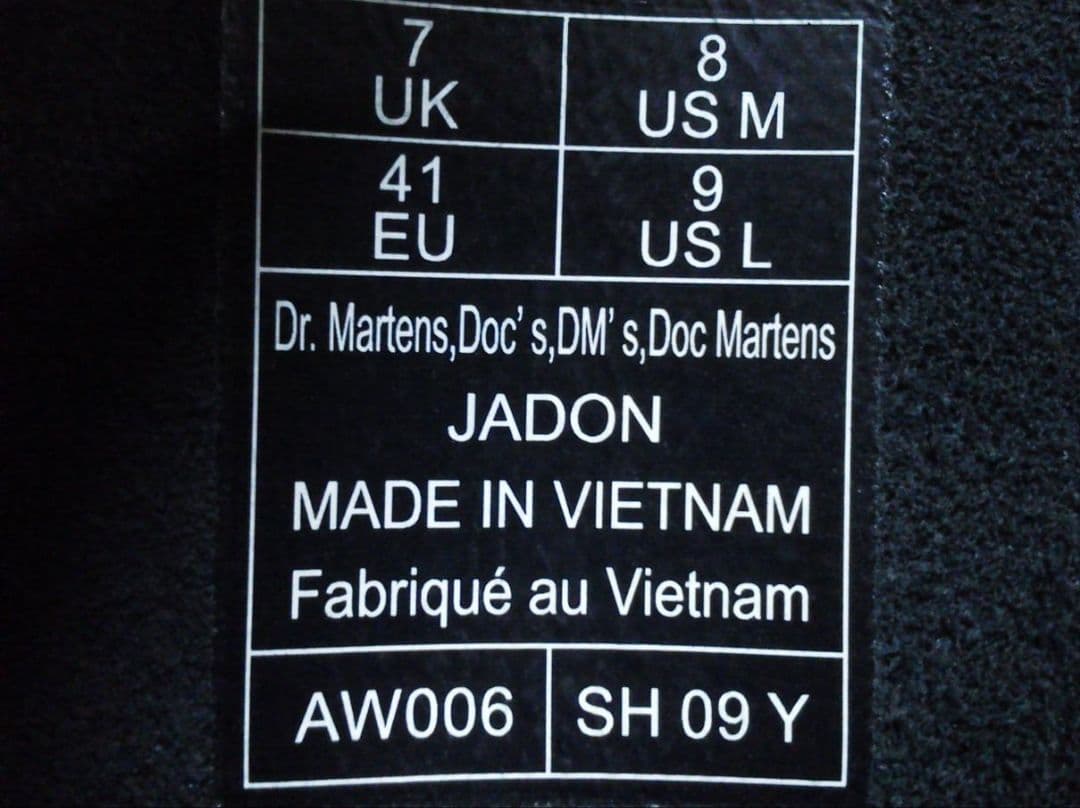 7 8
UK US M
41 9
EU US L
Dr. Martens,Doc's,DM's,Doc Martens
JADON
MADE IN VIETNAM
Fabriqué au Vietnam
AW006 SH 09 Y